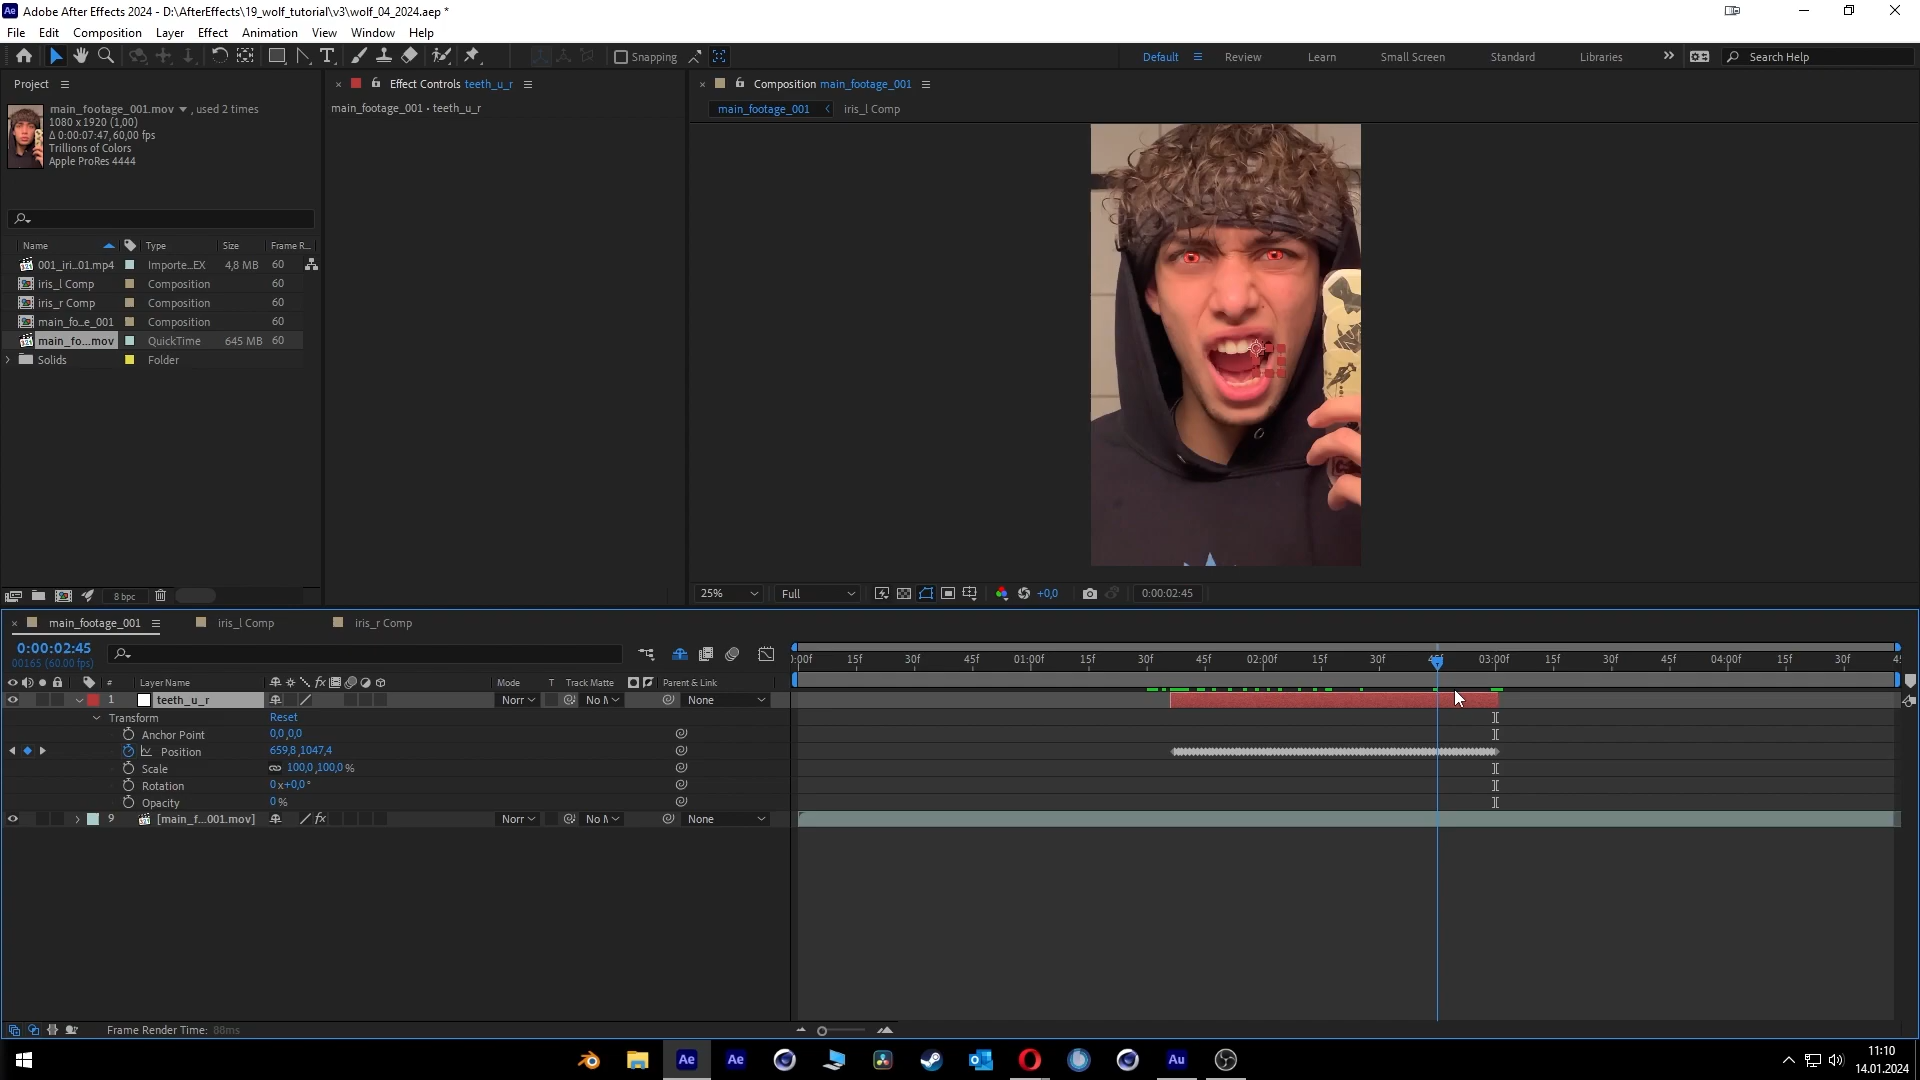 Adobe After Effects 2024 - D:\AfterEffects\19_wolf_tutorial\v3\wolf_04_2024.aep *
File Edit Composition Layer Effect Animation View Window Help
Snapping
Default Review Learn Small Screen Standard Libraries Search Help
Project
main_footage_001.mov , used 2 times
1080 x 1920 (1,00)
Δ 0:00:07:47, 60,00 fps
Trillions of Colors
Apple ProRes 4444
Name Type Size Frame R...
001_iri...01.mp4 Importe...EX 4,8 MB 60
iris_l Comp Composition 60
iris_r Comp Composition 60
main_fo...e_001 Composition 60
main_fo...mov QuickTime 645 MB 60
Solids Folder
8 bpc
Effect Controls teeth_u_r
main_footage_001 • teeth_u_r
Composition main_footage_001
main_footage_001 iris_l Comp
25% Full +0,0 0:00:02:45
main_footage_001 iris_l Comp iris_r Comp
0:00:02:45
00165 (60.00 fps)
:00f 15f 30f 45f 01:00f 15f 30f 45f 02:00f 15f 30f 45f 03:00f 15f 30f 45f 04:00f 15f 30f
# Layer Name Mode T Track Matte Parent & Link
1 teeth_u_r Norr No M None
Transform Reset
Anchor Point 0,0,0,0
Position 659,8,1047,4
Scale 100,0,100,0 %
Rotation 0x+0,0°
Opacity 0 %
9 [main_f...001.mov] Norr No M None
Frame Render Time: 88ms
11:10
14.01.2024